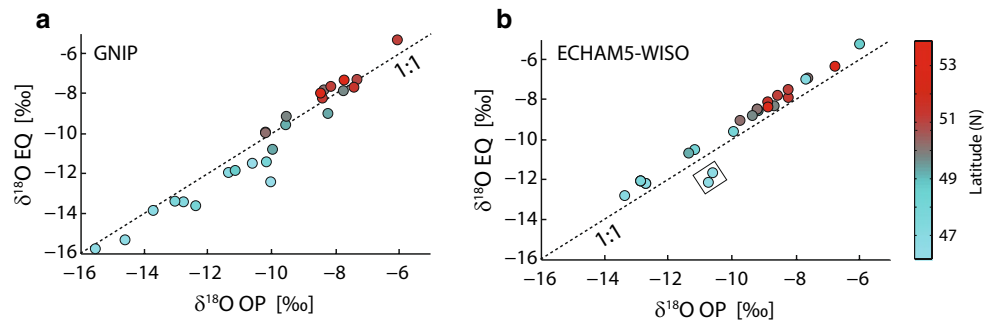 a
GNIP
1:1
-6
-8
−10
−12
−14
−16
δ18O EQ [‰]
−16 −14 −12 −10 −8 −6
δ18O OP [‰]
b
ECHAM5-WISO
1:1
-6
-8
−10
−12
−14
−16
δ18O EQ [‰]
−16 −14 −12 −10 −8 −6
δ18O OP [‰]
53
51
49
47
Latitude (N)